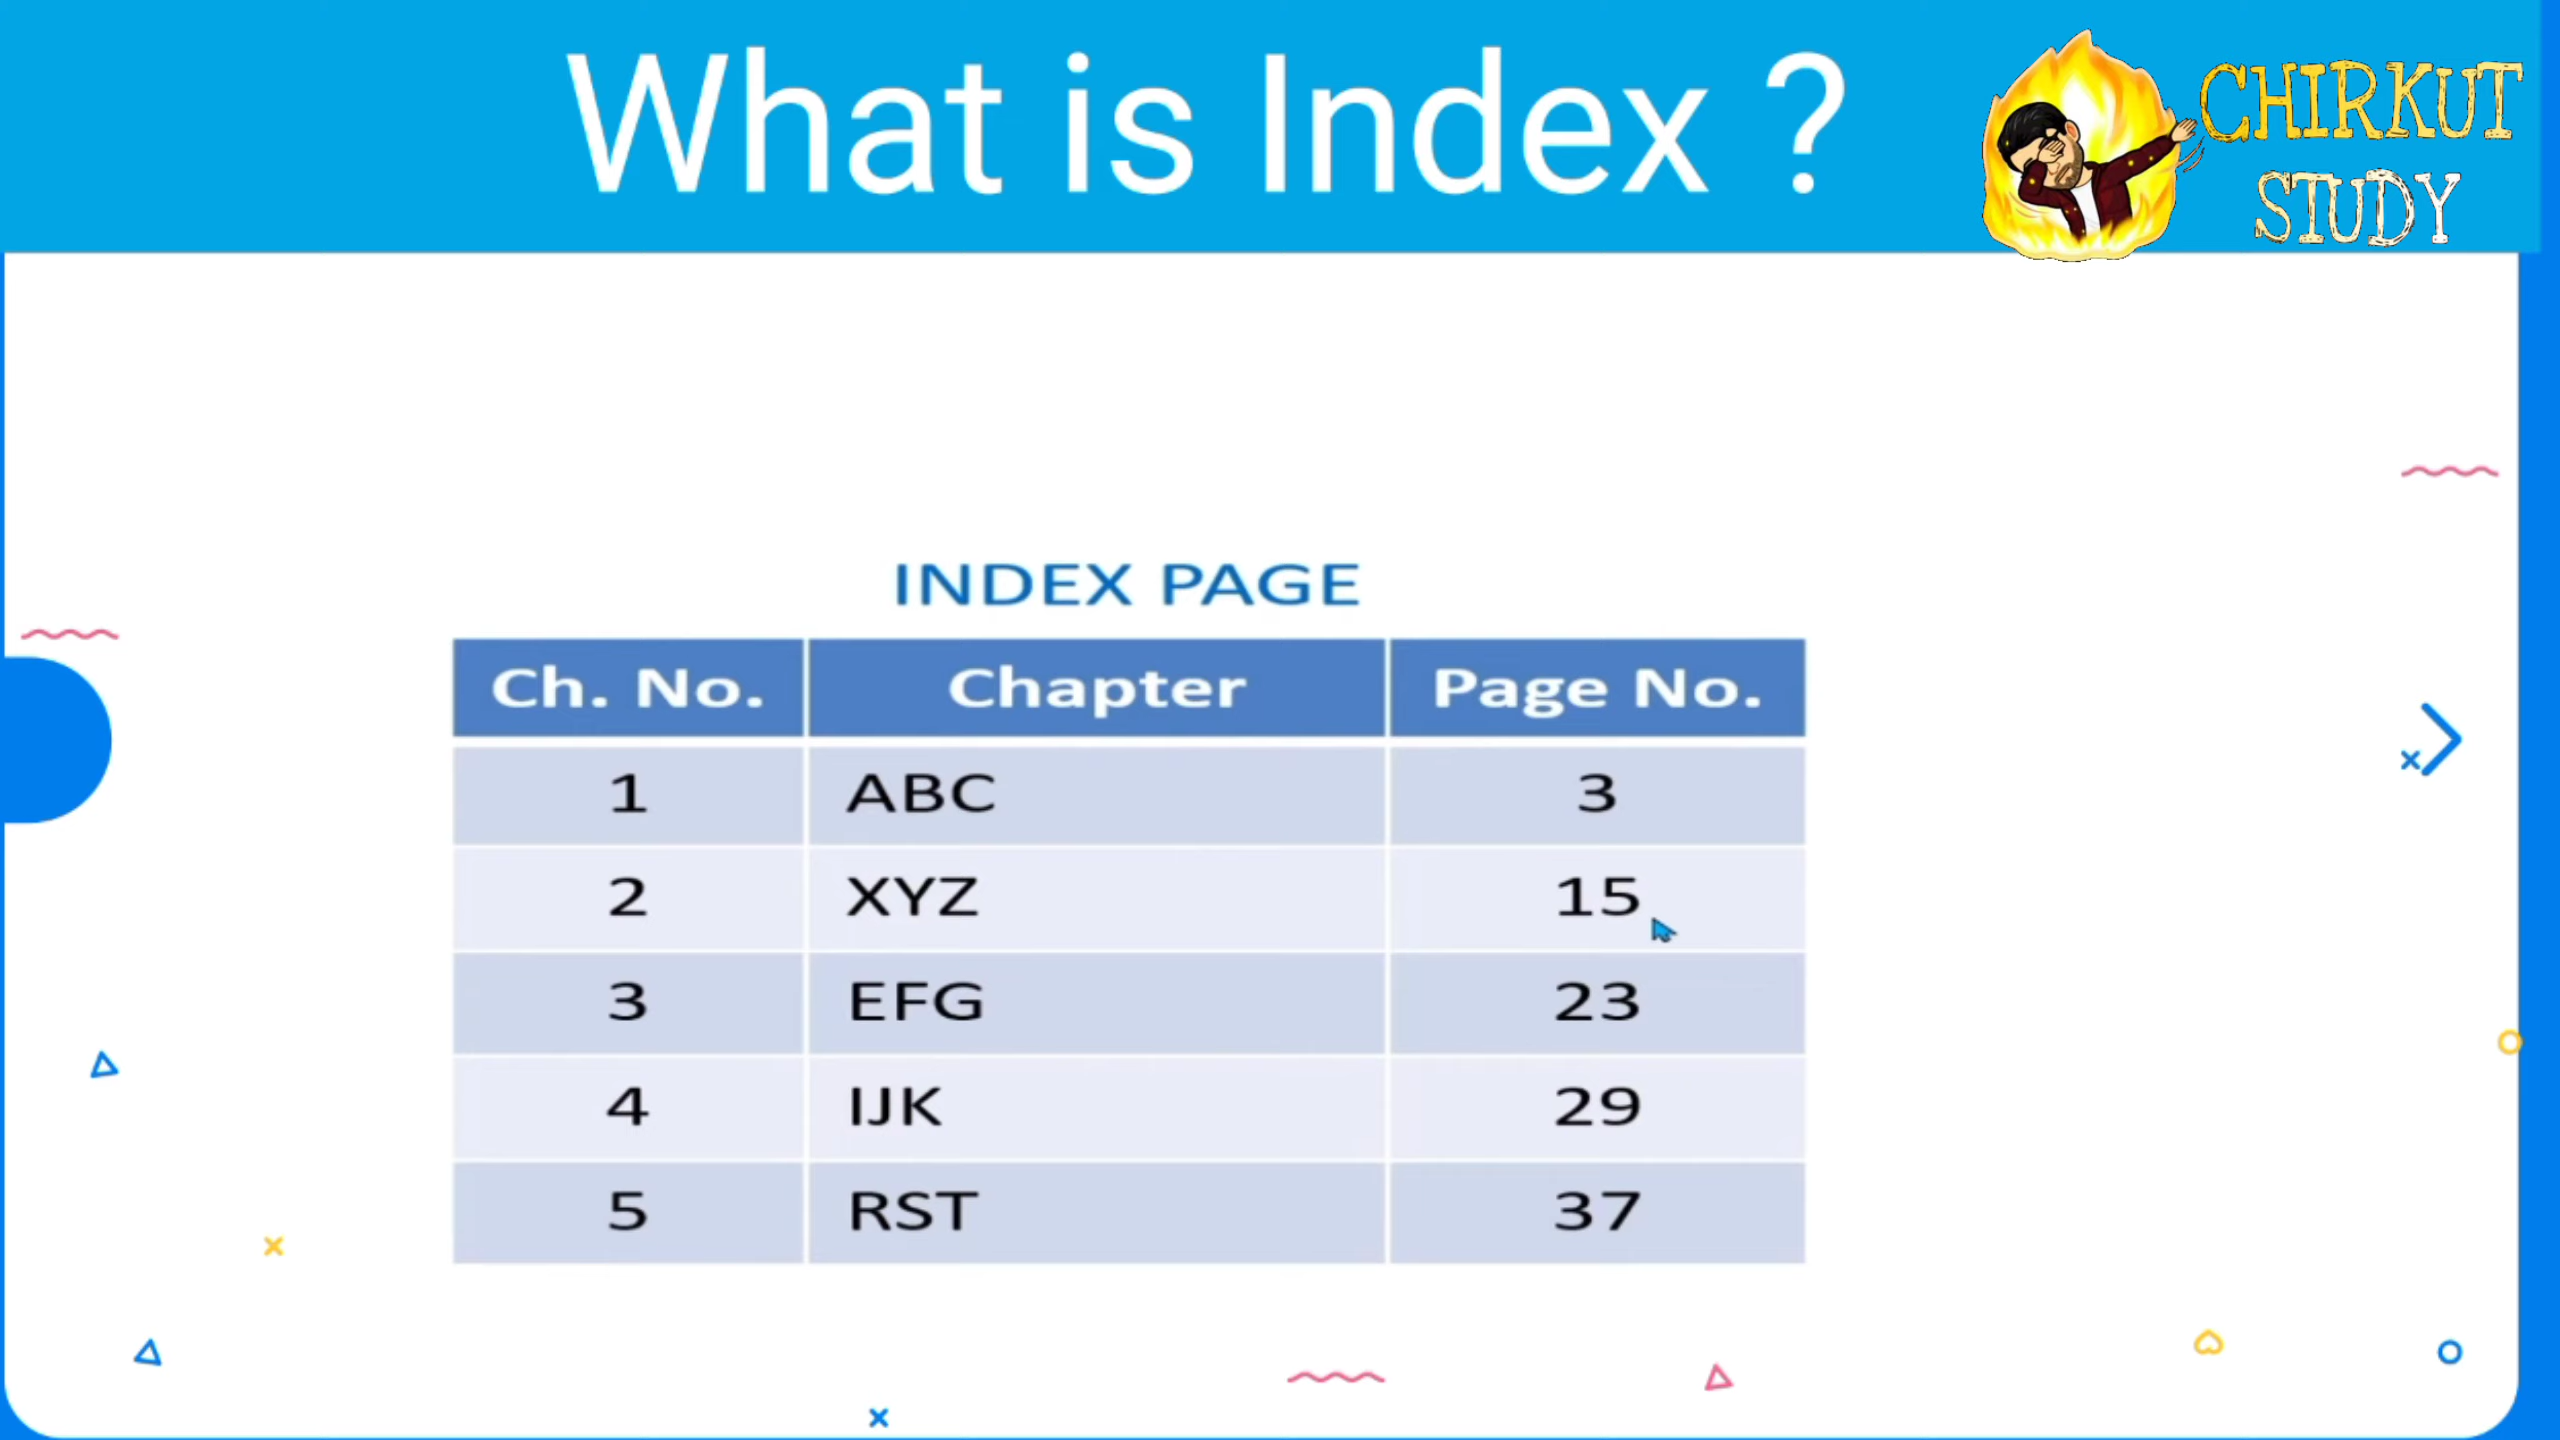 What is Index ?
CHIRKUT
STUDY
INDEX PAGE
Ch. No. Chapter Page No.
1 ABC 3
2 XYZ 15
3 EFG 23
4 IJK 29
5 RST 37